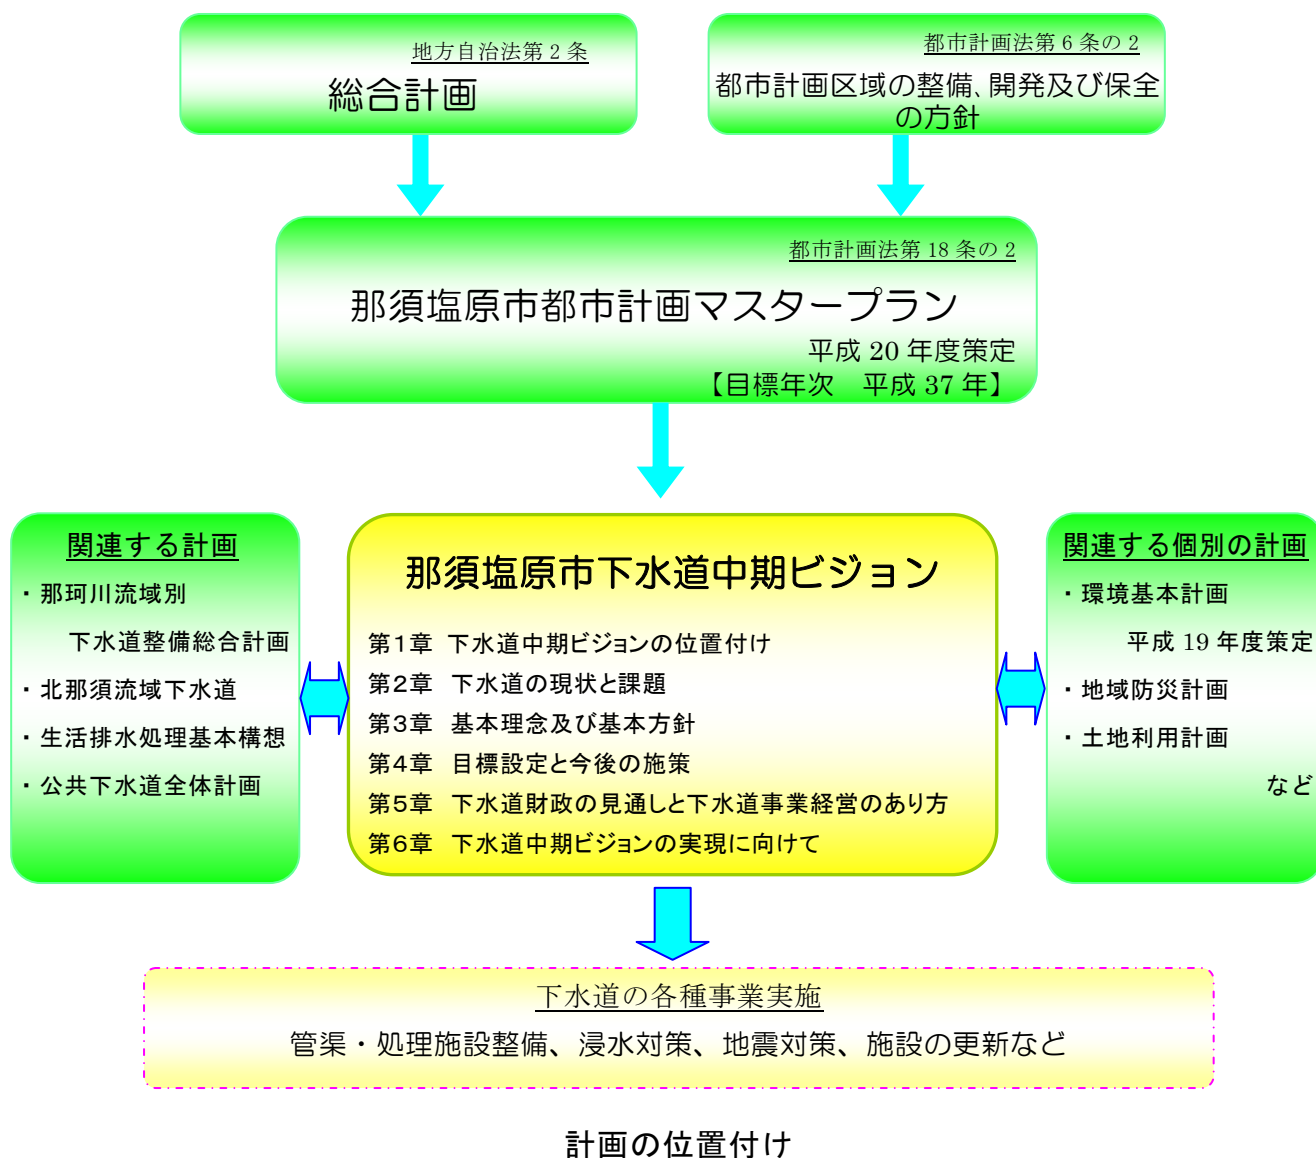 地方自治法第2条
総合計画
都市計画法第6条の2
都市計画区域の整備、開発及び保全
の方針
都市計画法第18条の2
那須塩原市都市計画マスタープラン
平成20年度策定
【目標年次　平成37年】
関連する計画
・那珂川流域別
下水道整備総合計画
・北那須流域下水道
・生活排水処理基本構想
・公共下水道全体計画
那須塩原市下水道中期ビジョン
第1章　下水道中期ビジョンの位置付け
第2章　下水道の現状と課題
第3章　基本理念及び基本方針
第4章　目標設定と今後の施策
第5章　下水道財政の見通しと下水道事業経営のあり方
第6章　下水道中期ビジョンの実現に向けて
関連する個別の計画
・環境基本計画
平成19年度策定
・地域防災計画
・土地利用計画
など
下水道の各種事業実施
管渠・処理施設整備、浸水対策、地震対策、施設の更新など
計画の位置付け